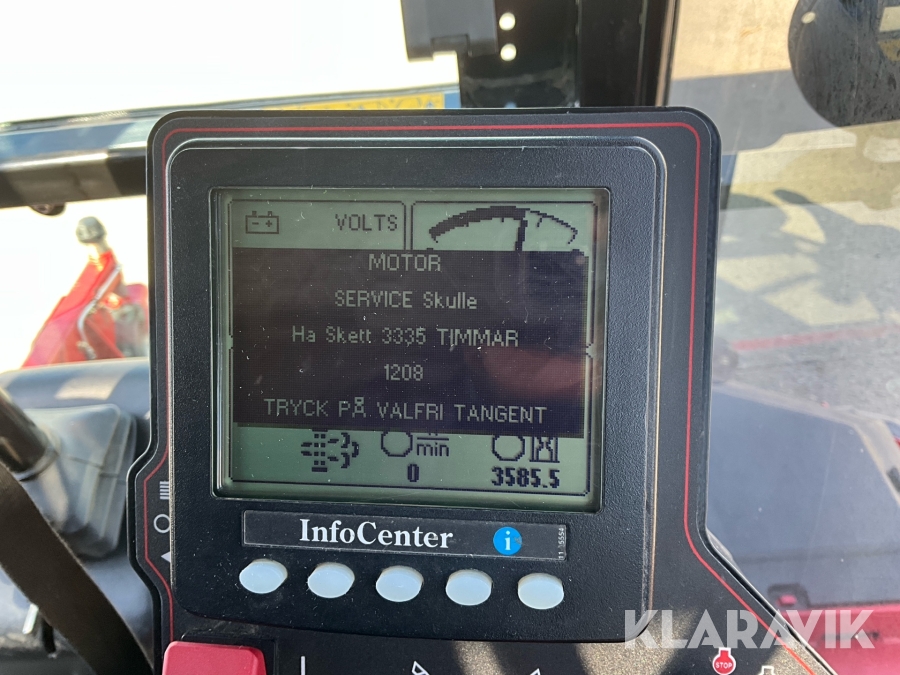 VOLTS
MOTOR
SERVICE Skulle
Ha Skett 3335 TIMMAR
1208
TRYCK PÅ VALFRI TANGENT
min
0
3585.5
InfoCenter
i
STOP
KLARAVIK